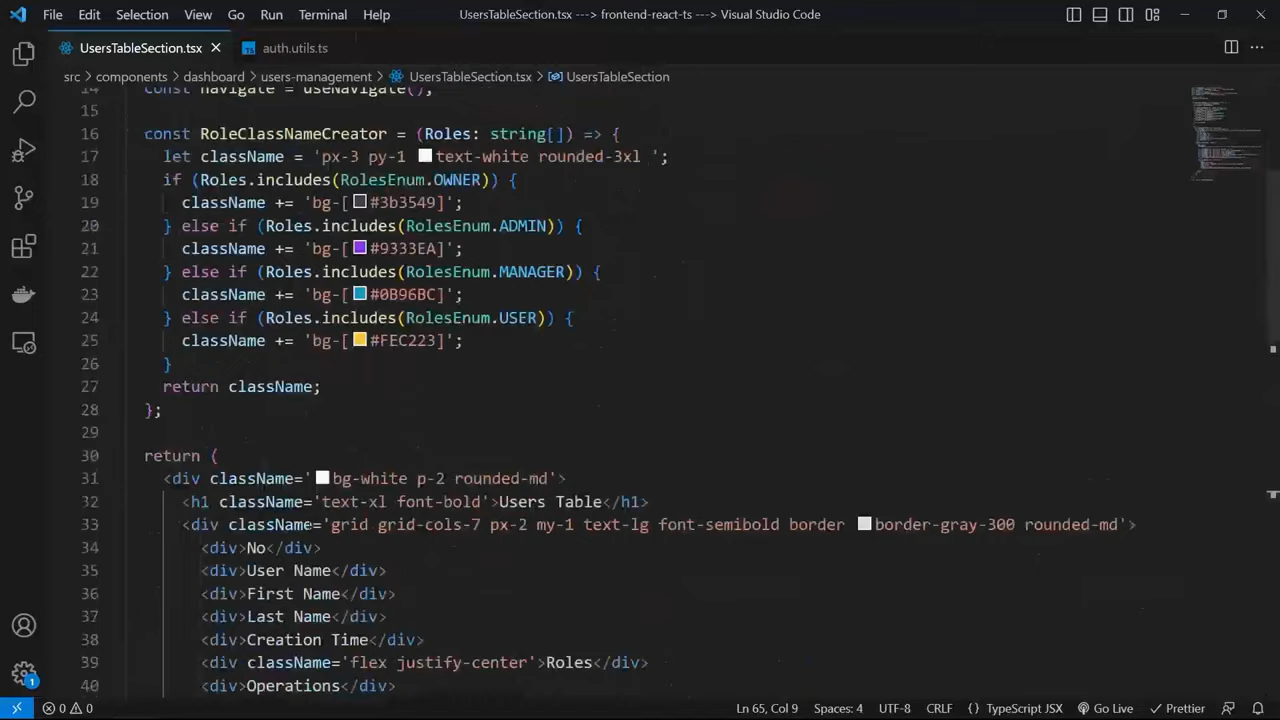 File Edit Selection View Go Run Terminal Help UsersTableSection.tsx ---> frontend-react-ts ---> Visual Studio Code
UsersTableSection.tsx auth.utils.ts
src > components > dashboard > users-management > UsersTableSection.tsx > UsersTableSection
14 const navigate = useNavigate();
15
16 const RoleClassNameCreator = (Roles: string[]) => {
17 let className = 'px-3 py-1 text-white rounded-3xl ';
18 if (Roles.includes(RolesEnum.OWNER)) {
19 className += 'bg-[#3b3549]';
20 } else if (Roles.includes(RolesEnum.ADMIN)) {
21 className += 'bg-[#9333EA]';
22 } else if (Roles.includes(RolesEnum.MANAGER)) {
23 className += 'bg-[#0B96BC]';
24 } else if (Roles.includes(RolesEnum.USER)) {
25 className += 'bg-[#FEC223]';
26 }
27 return className;
28 };
29
30 return (
31 <div className='bg-white p-2 rounded-md'>
32 <h1 className='text-xl font-bold'>Users Table</h1>
33 <div className='grid grid-cols-7 px-2 my-1 text-lg font-semibold border border-gray-300 rounded-md'>
34 <div>No</div>
35 <div>User Name</div>
36 <div>First Name</div>
37 <div>Last Name</div>
38 <div>Creation Time</div>
39 <div className='flex justify-center'>Roles</div>
40 <div>Operations</div>
1 0 0 Ln 65, Col 9 Spaces: 4 UTF-8 CRLF {} TypeScript JSX Go Live Prettier